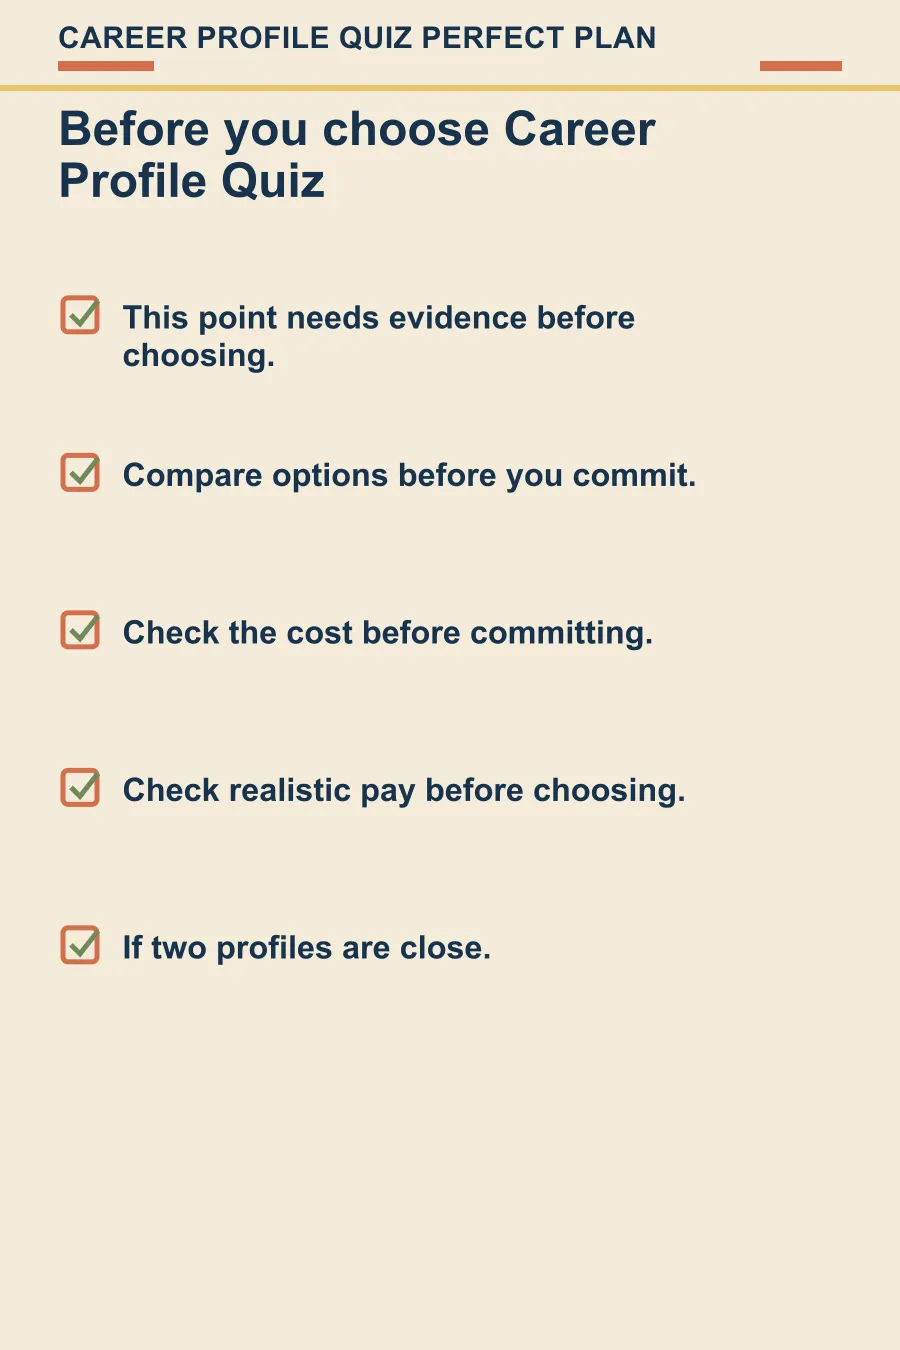 CAREER PROFILE QUIZ PERFECT PLAN
Before you choose Career
Profile Quiz
This point needs evidence before
choosing.
Compare options before you commit.
Check the cost before committing.
Check realistic pay before choosing.
If two profiles are close.